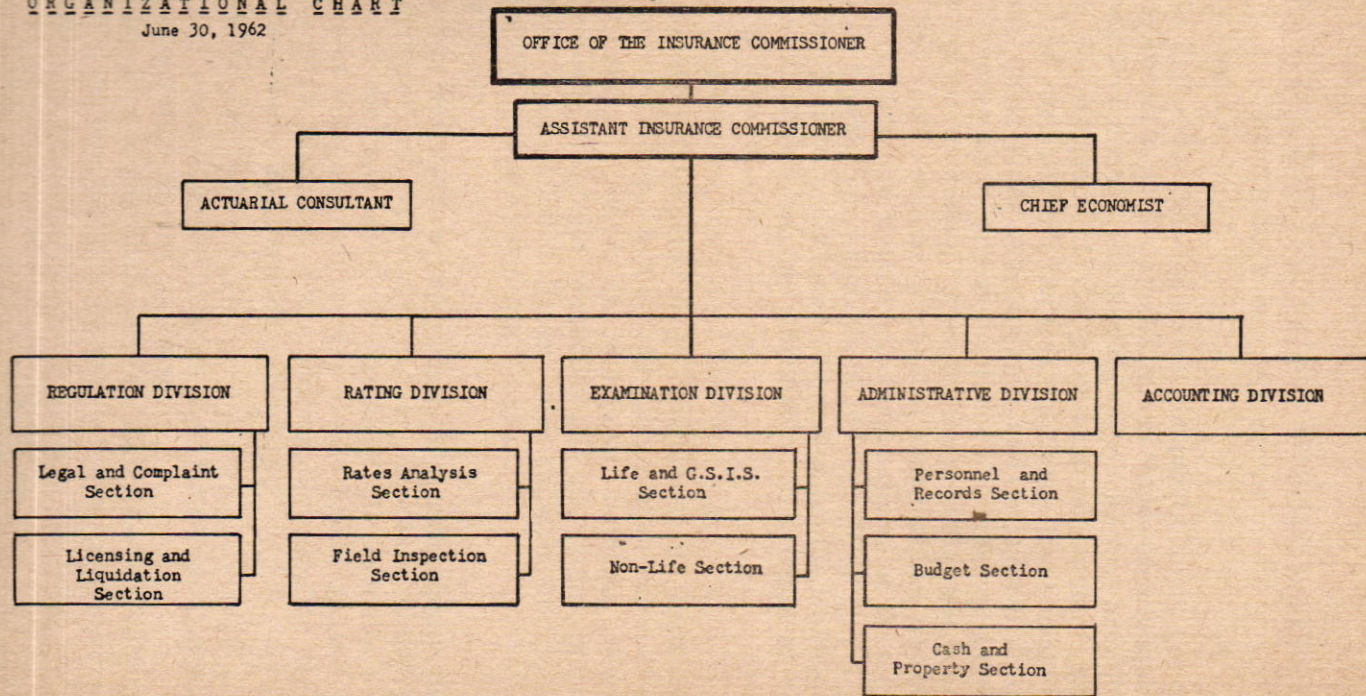 ORGANIZATIONAL CHART
June 30, 1962
OFFICE OF THE INSURANCE COMMISSIONER
ASSISTANT INSURANCE COMMISSIONER
ACTUARIAL CONSULTANT
CHIEF ECONOMIST
REGULATION DIVISION
RATING DIVISION
EXAMINATION DIVISION
ADMINISTRATIVE DIVISION
ACCOUNTING DIVISION
Legal and Complaint
Section
Licensing and
Liquidation
Section
Rates Analysis
Section
Field Inspection
Section
Life and G.S.I.S.
Section
Non-Life Section
Personnel and
Records Section
Budget Section
Cash and
Property Section